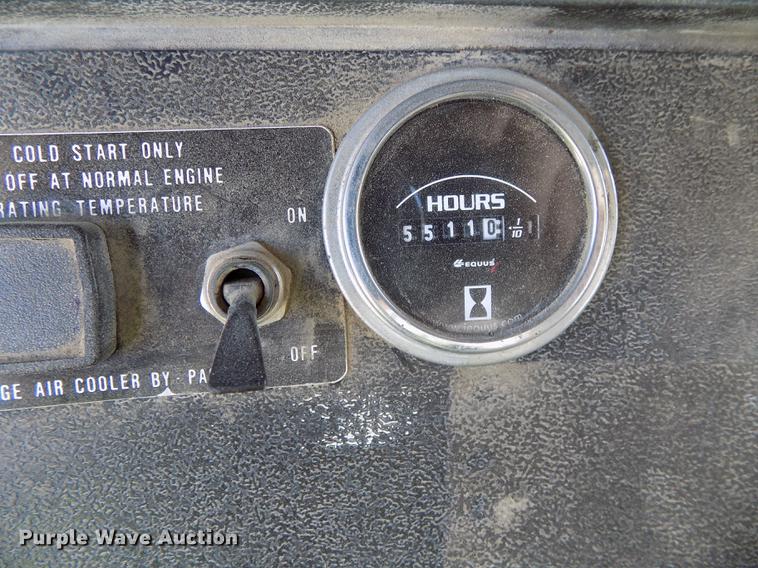 COLD START ONLY
OFF AT NORMAL ENGINE
RATING TEMPERATURE
ON
OFF
GE AIR COOLER BY-PA
HOURS
5 5 1 1 0 1/10
EQUUS
Purple Wave Auction